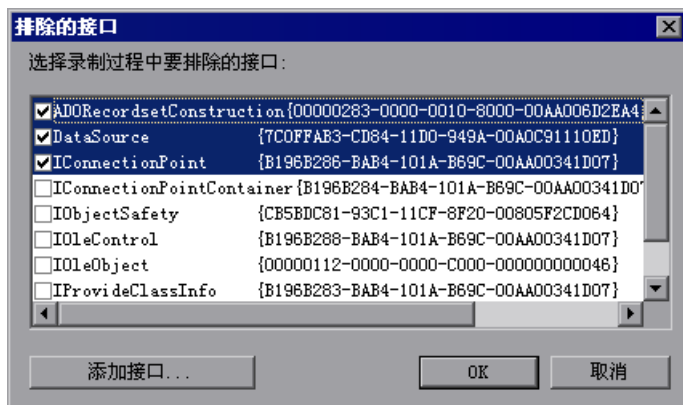 排除的接口
选择录制过程中要排除的接口:
ADORecordsetConstruction{00000283-0000-0010-8000-00AA006D2EA4}
DataSource {7C0FFAB3-CD84-11D0-949A-00A0C91110ED}
IConnectionPoint {B196B286-BAB4-101A-B69C-00AA00341D07}
IConnectionPointContainer{B196B284-BAB4-101A-B69C-00AA00341D07
IObjectSafety {CB5BDC81-93C1-11CF-8F20-00805F2CD064}
IOleControl {B196B288-BAB4-101A-B69C-00AA00341D07}
IOleObject {00000112-0000-0000-C000-000000000046}
IProvideClassInfo {B196B283-BAB4-101A-B69C-00AA00341D07}
添加接口... OK 取消